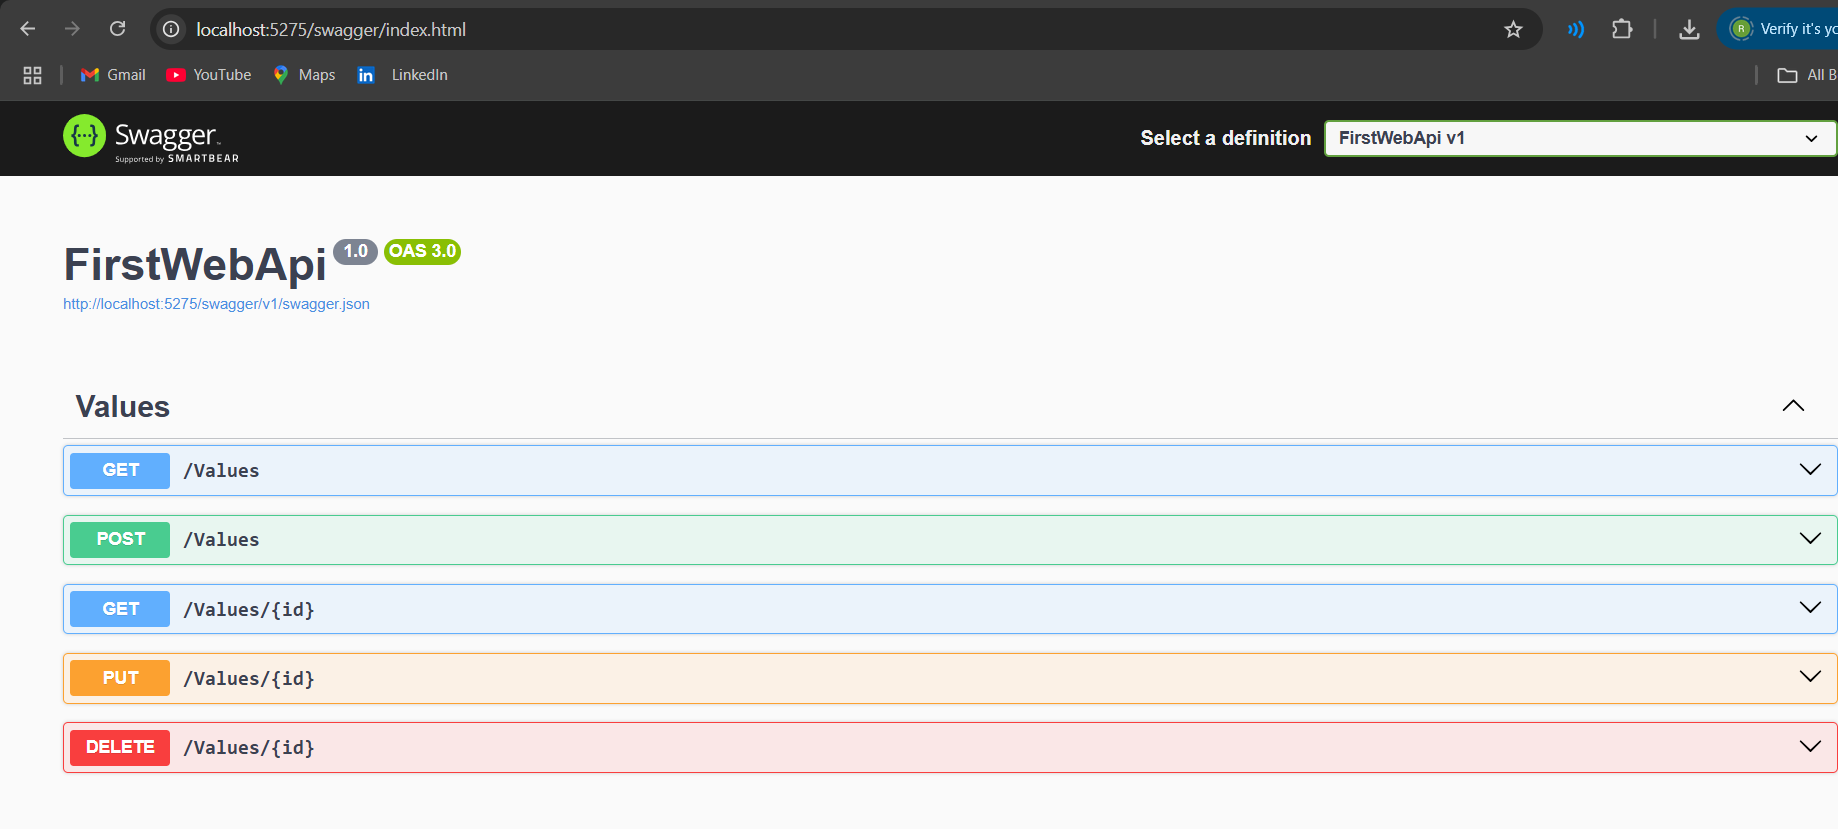 localhost:5275/swagger/index.html
R Verify it's yo
Gmail YouTube Maps LinkedIn All B
{···} Swagger
Supported by SMARTBEAR
Select a definition FirstWebApi v1
FirstWebApi 1.0 OAS 3.0
http://localhost:5275/swagger/v1/swagger.json
Values
GET /Values
POST /Values
GET /Values/{id}
PUT /Values/{id}
DELETE /Values/{id}